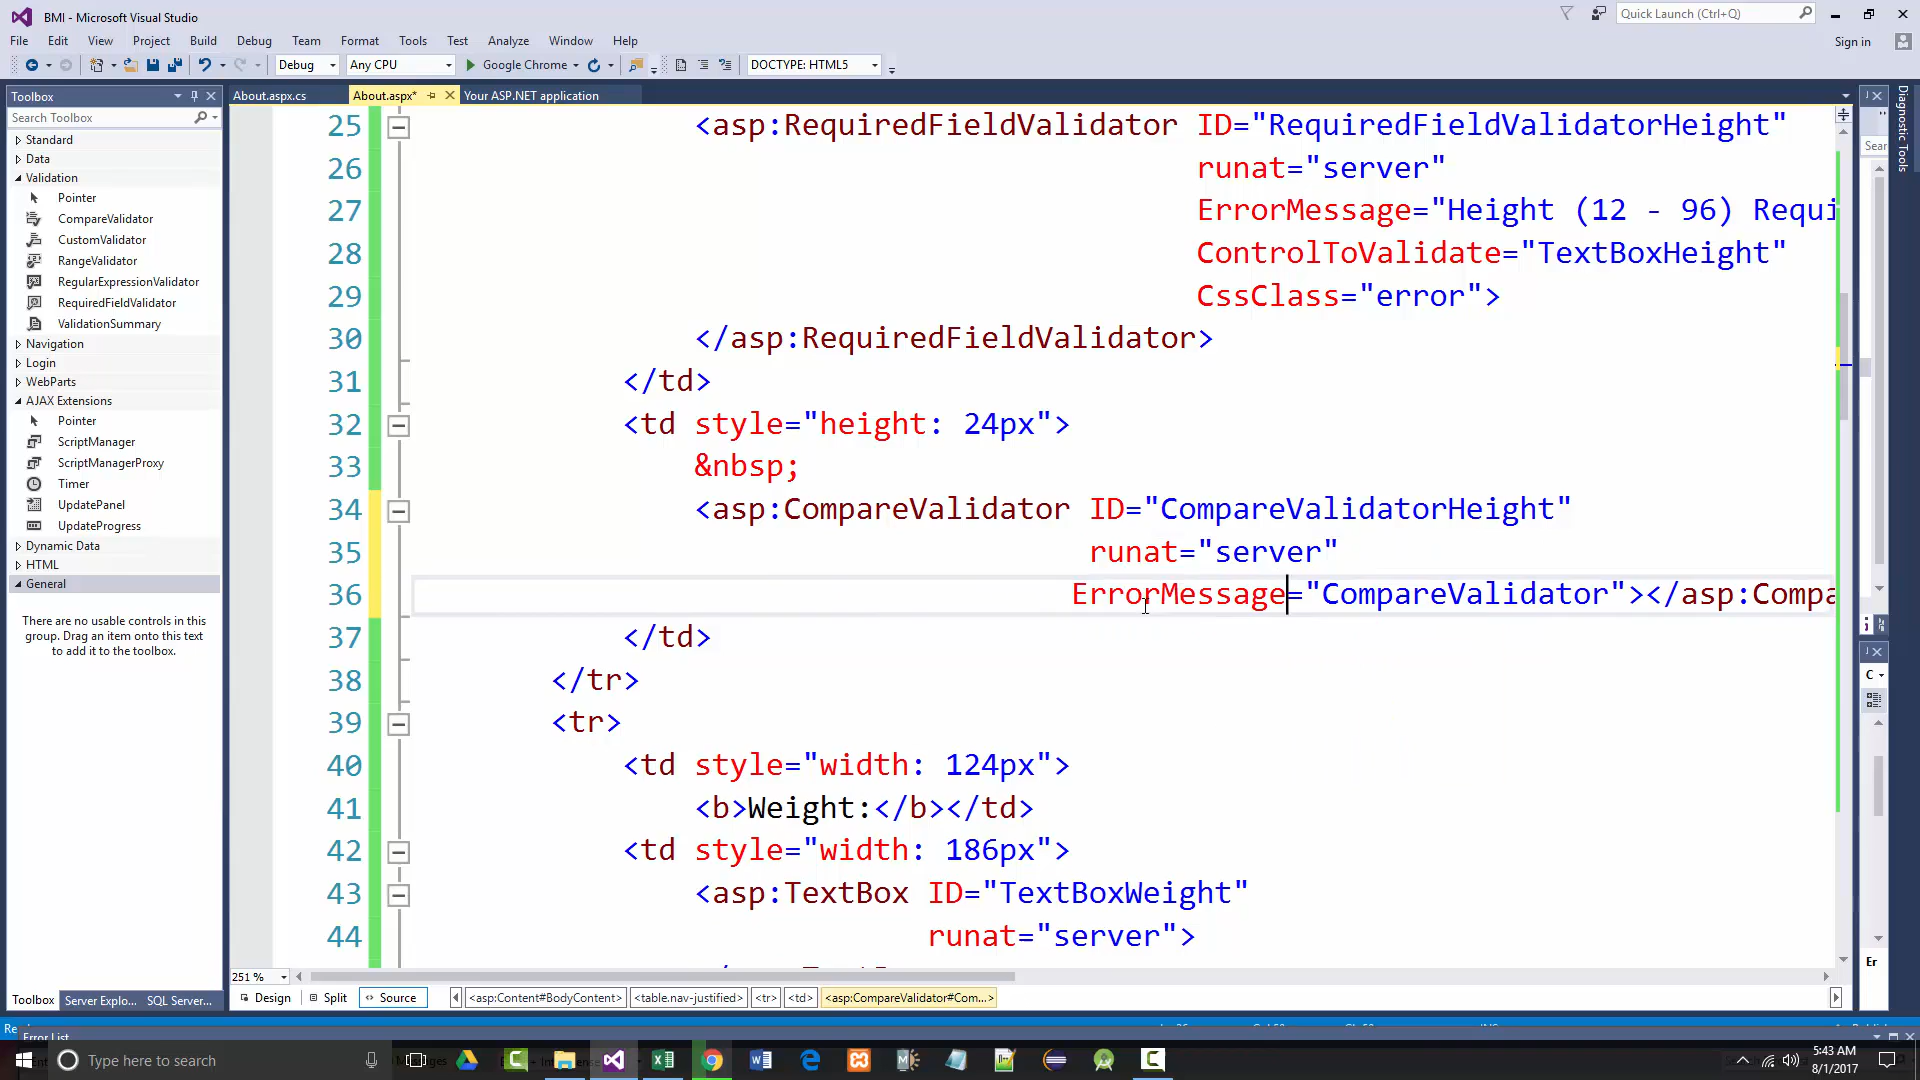 BMI - Microsoft Visual Studio
Quick Launch (Ctrl+Q)
File Edit View Project Build Debug Team Format Tools Test Analyze Window Help
Sign in
Debug Any CPU Google Chrome DOCTYPE: HTML5
Toolbox
About.aspx.cs About.aspx* Your ASP.NET application
Search Toolbox
Standard
Data
Validation
Pointer
CompareValidator
CustomValidator
RangeValidator
RegularExpressionValidator
RequiredFieldValidator
ValidationSummary
Navigation
Login
WebParts
AJAX Extensions
Pointer
ScriptManager
ScriptManagerProxy
Timer
UpdatePanel
UpdateProgress
Dynamic Data
HTML
General
There are no usable controls in this
group. Drag an item onto this text
to add it to the toolbox.
25 <asp:RequiredFieldValidator ID="RequiredFieldValidatorHeight"
26 runat="server"
27 ErrorMessage="Height (12 - 96) Requi
28 ControlToValidate="TextBoxHeight"
29 CssClass="error">
30 </asp:RequiredFieldValidator>
31 </td>
32 <td style="height: 24px">
33 &nbsp;
34 <asp:CompareValidator ID="CompareValidatorHeight"
35 runat="server"
36 ErrorMessage="CompareValidator"></asp:Compa
37 </td>
38 </tr>
39 <tr>
40 <td style="width: 124px">
41 <b>Weight:</b></td>
42 <td style="width: 186px">
43 <asp:TextBox ID="TextBoxWeight"
44 runat="server">
Diagnostic Tools
Sear
C
Er
251 %
Toolbox Server Explo... SQL Server...
Design Split Source <asp:Content#BodyContent> <table.nav-justified> <tr> <td> <asp:CompareValidator#Com...>
Error List
Type here to search
5:43 AM
8/1/2017